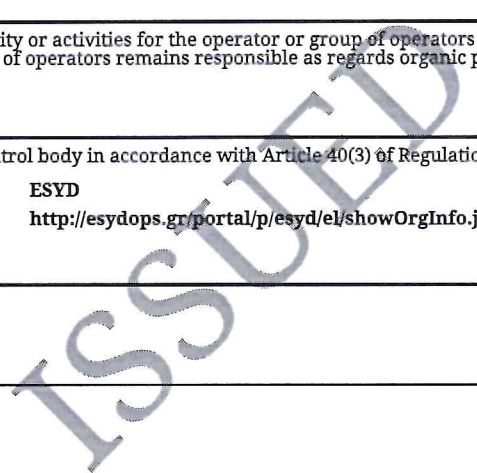 ity or activities for the operator or group of operators
of operators remains responsible as regards organic p
trol body in accordance with Article 40(3) of Regulatio
ESYD
http://esydops.gr/portal/p/esyd/el/showOrgInfo.j
ISSUED